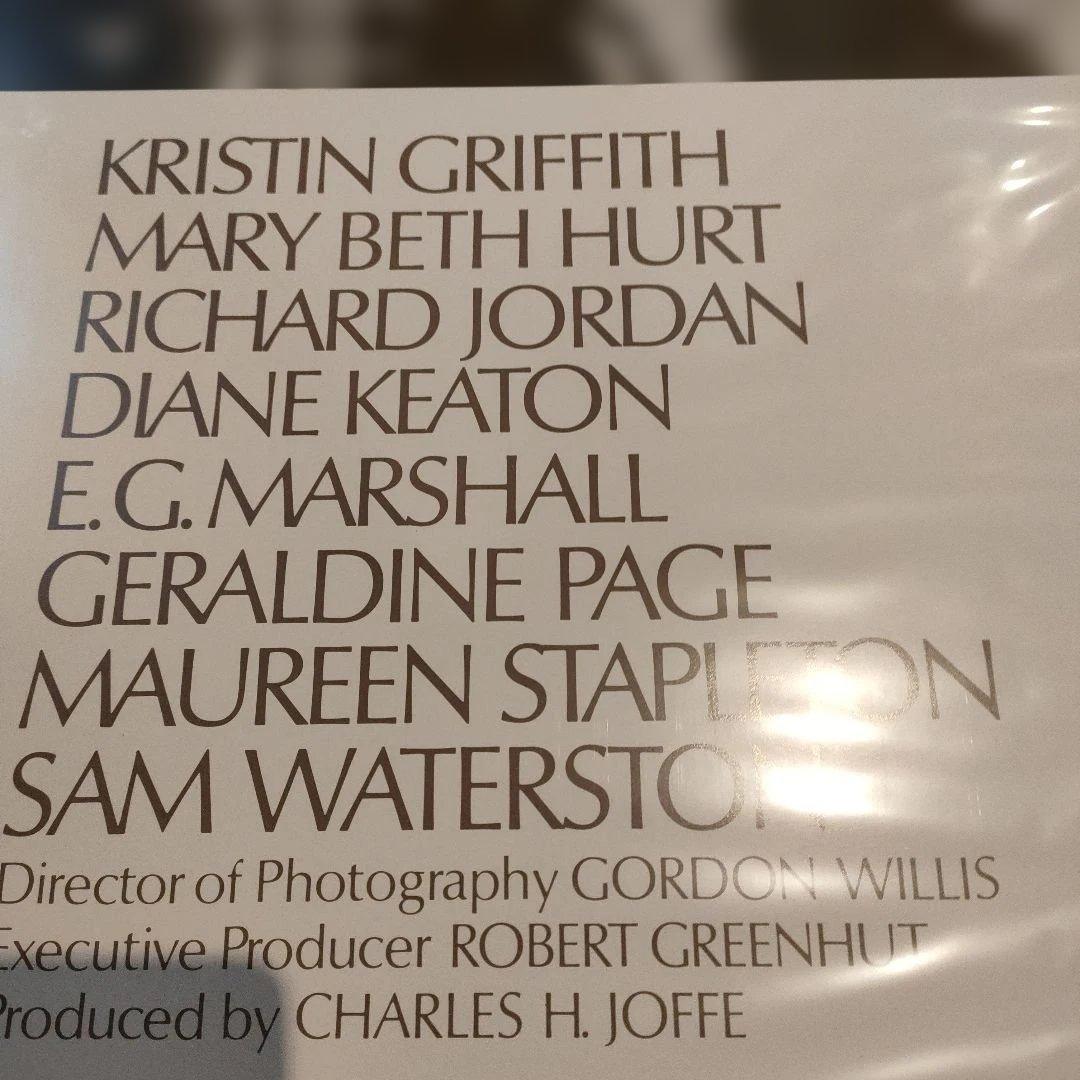 KRISTIN GRIFFITH
MARY BETH HURT
RICHARD JORDAN
DIANE KEATON
E. G. MARSHALL
GERALDINE PAGE
MAUREEN STAPLETON
SAM WATERSTON
Director of Photography GORDON WILLIS
Executive Producer ROBERT GREENHUT
Produced by CHARLES H. JOFFE